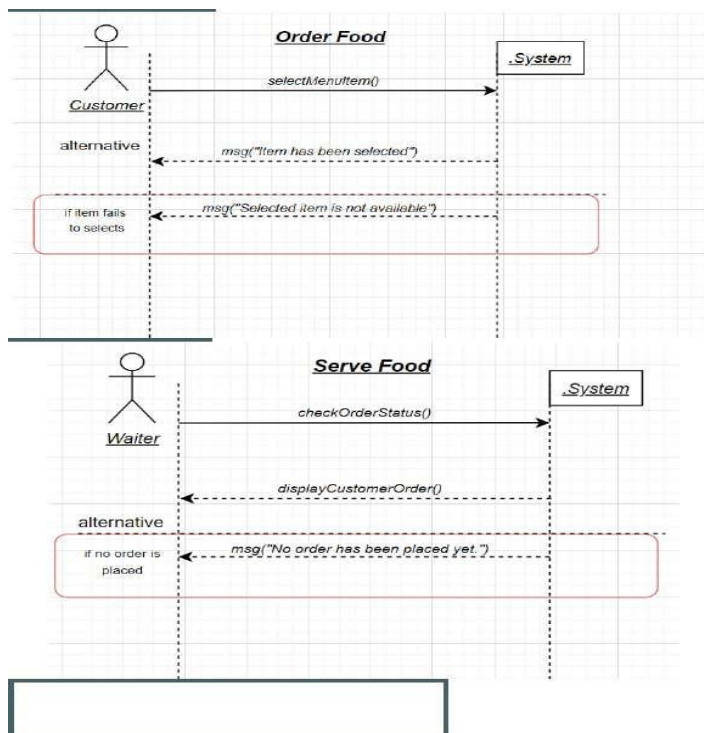 Order Food
.System
selectMenuItem()
Customer
alternative
msg("Item has been selected")
msg("Selected item is not available")
if item fails
to selects
Serve Food
.System
checkOrderStatus()
Waiter
displayCustomerOrder()
alternative
if no order is
placed
msg("No order has been placed yet.")